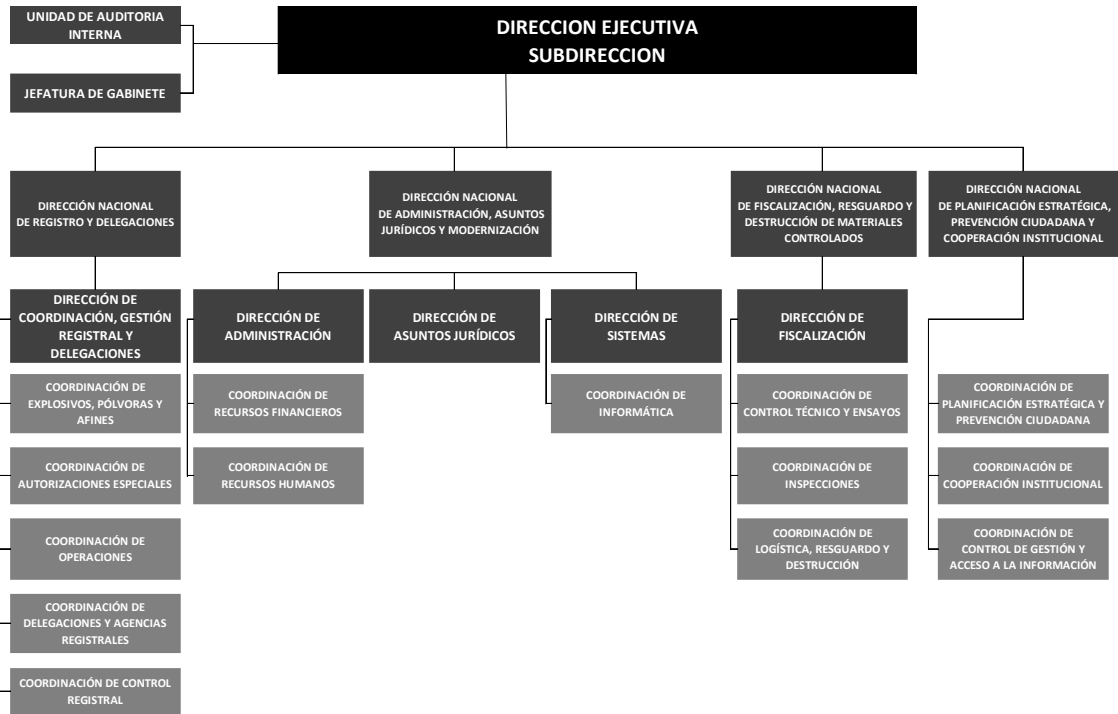 UNIDAD DE AUDITORIA
INTERNA
JEFATURA DE GABINETE
DIRECCION EJECUTIVA
SUBDIRECCION
DIRECCIÓN NACIONAL
DE REGISTRO Y DELEGACIONES
DIRECCIÓN NACIONAL
DE ADMINISTRACIÓN, ASUNTOS
JURÍDICOS Y MODERNIZACIÓN
DIRECCIÓN NACIONAL
DE FISCALIZACIÓN, RESGUARDO Y
DESTRUCCIÓN DE MATERIALES
CONTROLADOS
DIRECCIÓN NACIONAL
DE PLANIFICACIÓN ESTRATÉGICA,
PREVENCIÓN CIUDADANA Y
COOPERACIÓN INSTITUCIONAL
DIRECCIÓN DE
COORDINACIÓN, GESTIÓN
REGISTRAL Y
DELEGACIONES
DIRECCIÓN DE
ADMINISTRACIÓN
DIRECCIÓN DE
ASUNTOS JURÍDICOS
DIRECCIÓN DE
SISTEMAS
DIRECCIÓN DE
FISCALIZACIÓN
COORDINACIÓN DE
EXPLOSIVOS, PÓLVORAS Y
AFINES
COORDINACIÓN DE
RECURSOS FINANCIEROS
COORDINACIÓN DE
INFORMÁTICA
COORDINACIÓN DE
CONTROL TÉCNICO Y ENSAYOS
COORDINACIÓN DE
PLANIFICACIÓN ESTRATÉGICA Y
PREVENCIÓN CIUDADANA
COORDINACIÓN DE
AUTORIZACIONES ESPECIALES
COORDINACIÓN DE
RECURSOS HUMANOS
COORDINACIÓN DE
INSPECCIONES
COORDINACIÓN DE
COOPERACIÓN INSTITUCIONAL
COORDINACIÓN DE
OPERACIONES
COORDINACIÓN DE
LOGÍSTICA, RESGUARDO Y
DESTRUCCIÓN
COORDINACIÓN DE
CONTROL DE GESTIÓN Y
ACCESO A LA INFORMACIÓN
COORDINACIÓN DE
DELEGACIONES Y AGENCIAS
REGISTRALES
COORDINACIÓN DE CONTROL
REGISTRAL